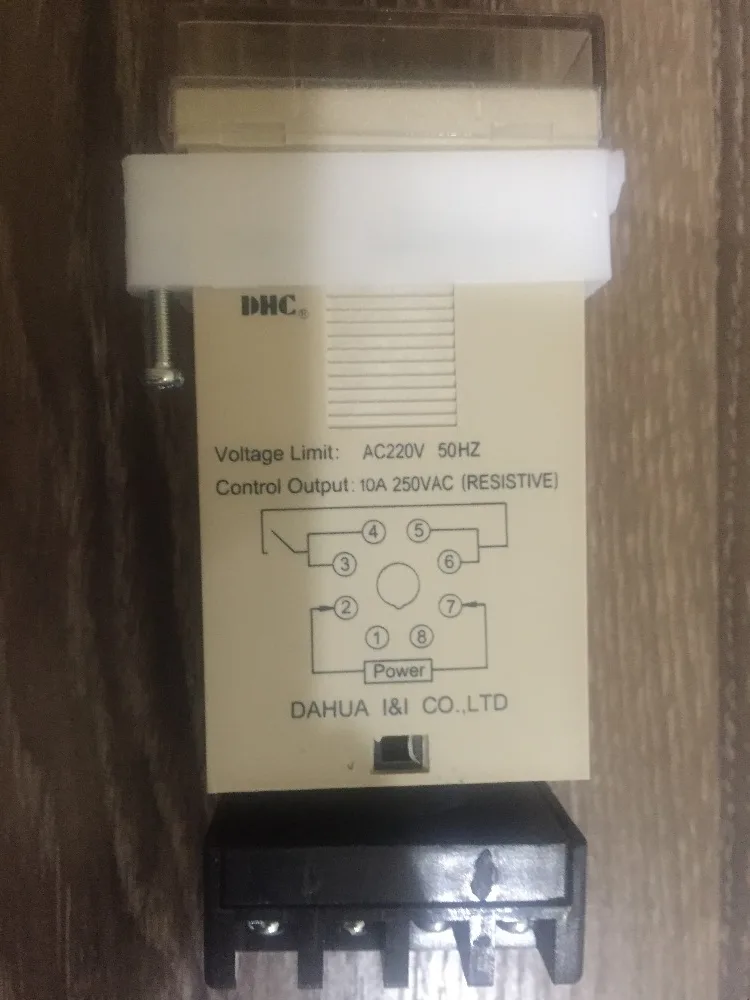 DHC®
Voltage Limit: AC220V 50HZ
Control Output: 10A 250VAC (RESISTIVE)
4 5
3 6
2 7
1 8
Power
DAHUA I&I CO.,LTD